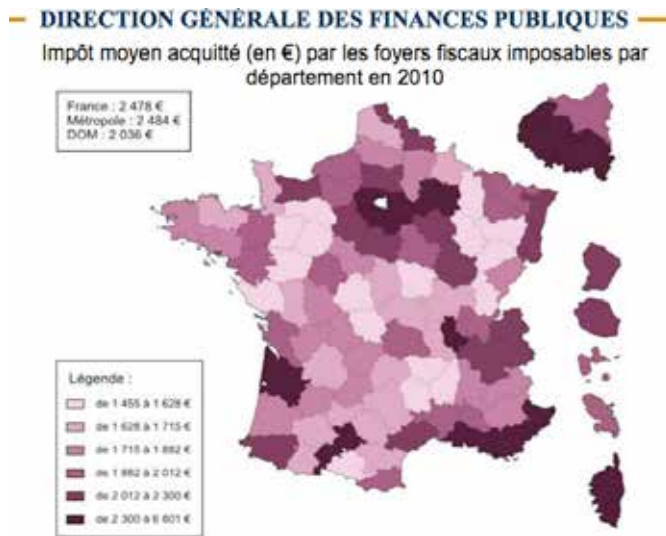 DIRECTION GÉNÉRALE DES FINANCES PUBLIQUES
Impôt moyen acquitté (en €) par les foyers fiscaux imposables par
département en 2010
France : 2 478 €
Métropole : 2 484 €
DOM : 2 036 €
Légende :
de 1 455 à 1 628 €
de 1 628 à 1 715 €
de 1 715 à 1 882 €
de 1 882 à 2 012 €
de 2 012 à 2 300 €
de 2 300 à 6 601 €